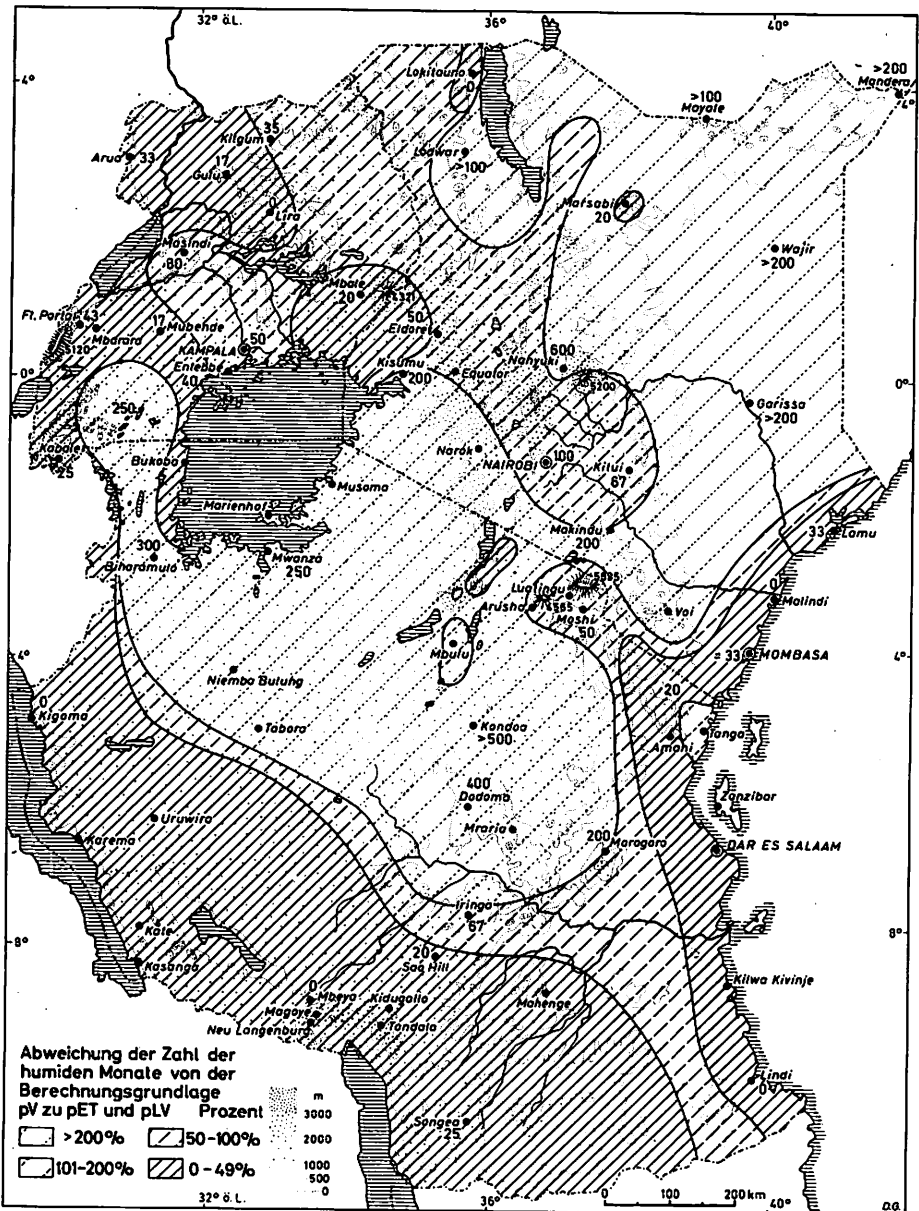 32° ö.L. 36° 40°
4°
Lokitauno
0
>200
Mandera
4°
>100
Moyale
Arua 33
Kilgum 35
17
Gulu
0
Lira
Lodwar
>100
Marsabit
20
Wajir
>200
Masindi
80
Mbale
20
4321
50
Eldoret
Ft. Portal 43
Mbarara
5120
17
Mubende
KAMPALA 50
Entebbe
40
Kisumu
200
Equator
Nanyuki
600
5200
0°
0°
Garissa
>200
250
Kabale
25
Bukoba
Narok
NAIROBI 100
Kitui
67
Marienhof
Musoma
Makindu
200
33 Lamu
300
Biharamulo
Mwanza
250
0
Malindi
Voi
Arusha
4565
Moshi
50
Mbulu
= 33 MOMBASA
4°
4°
Niemba Bulung
20
Amani
Tanga
0
Kigoma
Tabora
Kondoa
>500
400
Dodoma
Mraria
Zanzibar
Uruwira
200
Morogoro
DAR ES SALAAM
Karema
Iringa
67
8°
8°
Kate
Kasanga
20
Sao Hill
Kilwa Kivinje
0
Mbeya
Magoye
Neu Langenburg
Kidugallo
Tandala
Mahenge
Lindi
0
Songea
25
Abweichung der Zahl der
humiden Monate von der
Berechnungsgrundlage
pV zu pET und pLV Prozent
>200% 50-100%
101-200% 0-49%
m
3000
2000
1000
500
0
0 100 200 km
32° ö.L. 36° 40°
D.G.